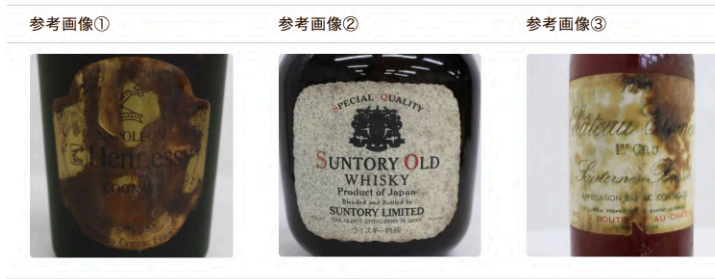 参考画像①
参考画像②
参考画像③
NAPOLÉON
Hennessy
COGNAC
SPECIAL QUALITY
SUNTORY OLD
WHISKY
Product of Japan
Blended and Bottled by
SUNTORY LIMITED
ウイスキー特級
Château
1er CRU
Sauternes
APPELLATION